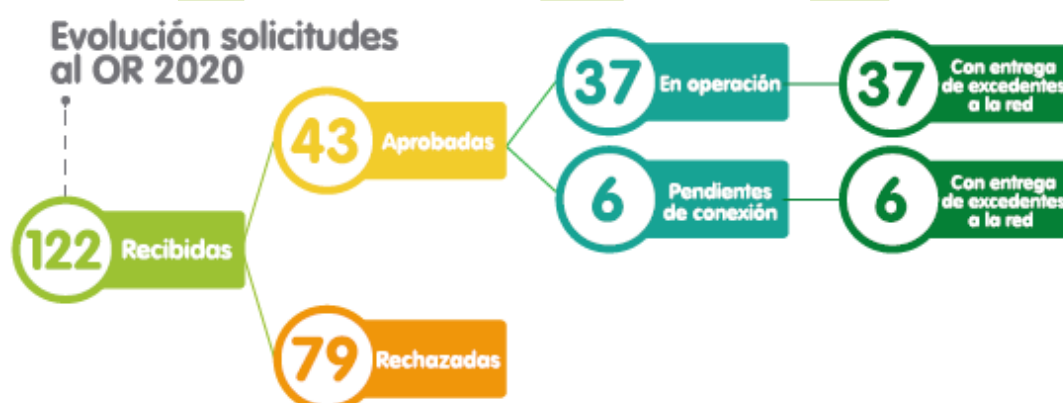 Evolución solicitudes
al OR 2020
122 Recibidas
43 Aprobadas
79 Rechazadas
37 En operación
6 Pendientes
de conexión
37 Con entrega
de excedentes
a la red
6 Con entrega
de excedentes
a la red